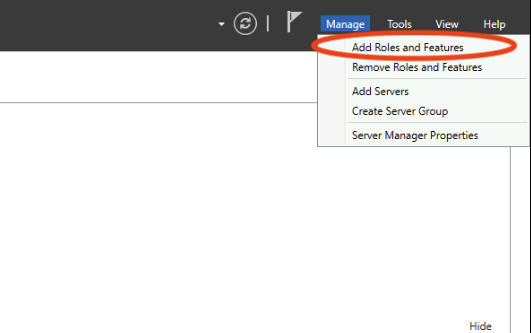 Manage Tools View Help
Add Roles and Features
Remove Roles and Features
Add Servers
Create Server Group
Server Manager Properties
Hide